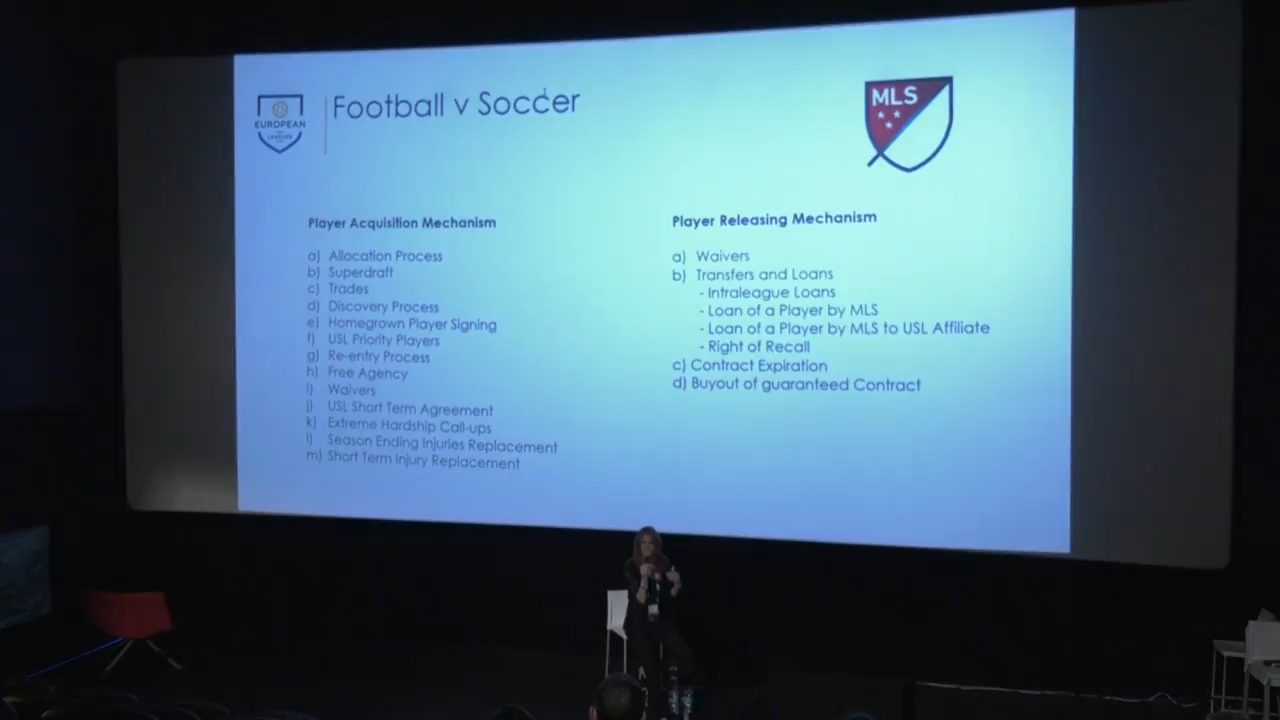 EUROPEAN
LEAGUES
Football v Soccer
MLS
Player Acquisition Mechanism
a) Allocation Process
b) Superdraft
c) Trades
d) Discovery Process
e) Homegrown Player Signing
f) USL Priority Players
g) Re-entry Process
h) Free Agency
i) Waivers
j) USL Short Term Agreement
k) Extreme Hardship Call-ups
l) Season Ending Injuries Replacement
m) Short Term Injury Replacement
Player Releasing Mechanism
a) Waivers
b) Transfers and Loans
- Intraleague Loans
- Loan of a Player by MLS
- Loan of a Player by MLS to USL Affiliate
- Right of Recall
c) Contract Expiration
d) Buyout of guaranteed Contract